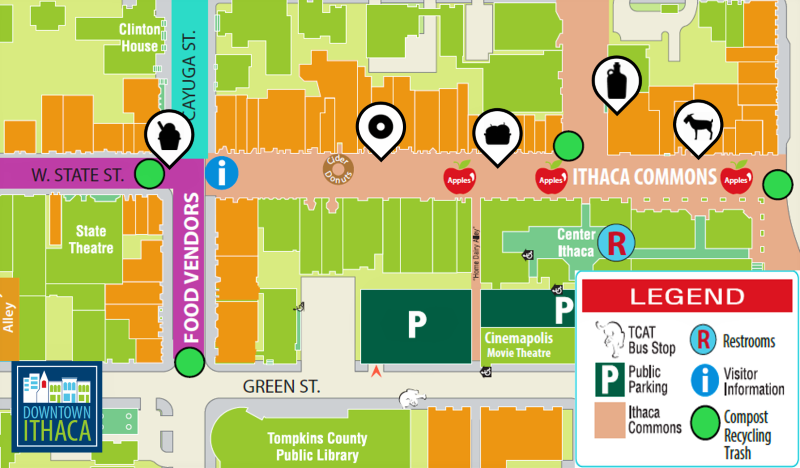 Clinton
House
CAYUGA ST.
Cider
Donuts
W. STATE ST.
i
Apples
Apples
ITHACA COMMONS
Apples
State
Theatre
FOOD VENDORS
"Home Dairy Alley"
Center
Ithaca
R
Alley
P
P
Cinemapolis
Movie Theatre
GREEN ST.
DOWNTOWN
ITHACA
Tompkins County
Public Library
LEGEND
TCAT
Bus Stop
R
Restrooms
P
Public
Parking
i
Visitor
Information
Ithaca
Commons
Compost
Recycling
Trash